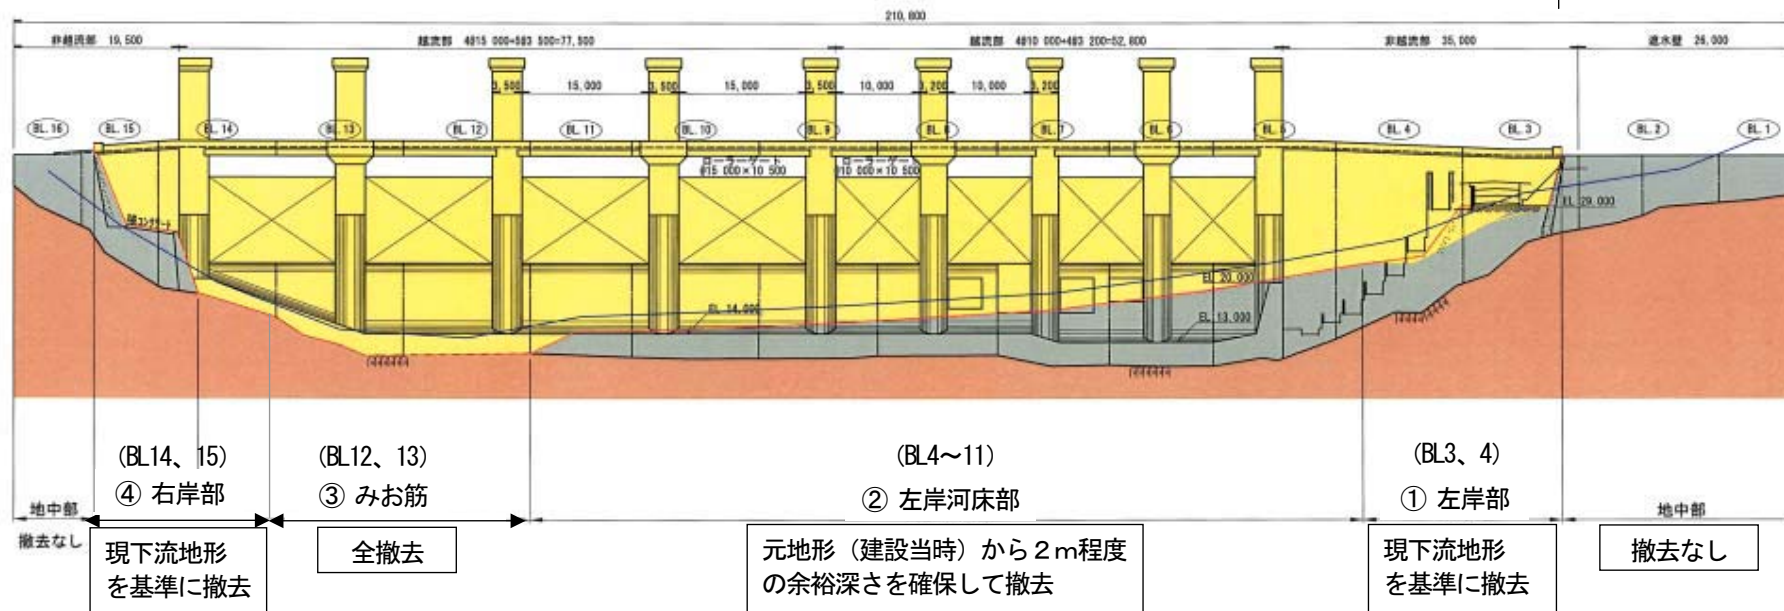 210,800
非越流部 19,500
越流部 4@15 000+5@3 500=77,500
越流部 4@10 000+4@3 200=52,800
非越流部 35,000
遮水壁 26,000
3,500
15,000
3,500
15,000
3,500
10,000
3,200
10,000
3,200
BL.16
BL.15
BL.14
BL.13
BL.12
BL.11
BL.10
BL.9
BL.8
BL.7
BL.6
BL.5
BL.4
BL.3
BL.2
BL.1
ローラーゲート
@15 000×10 500
ローラーゲート
@10 000×10 500
EL 29,000
EL 20,000
EL 14,000
EL 13,000
(BL14、15)
④ 右岸部
(BL12、13)
③ みお筋
(BL4～11)
② 左岸河床部
(BL3、4)
① 左岸部
地中部
地中部
撤去なし
現下流地形
を基準に撤去
全撤去
元地形（建設当時）から２ｍ程度
の余裕深さを確保して撤去
現下流地形
を基準に撤去
撤去なし